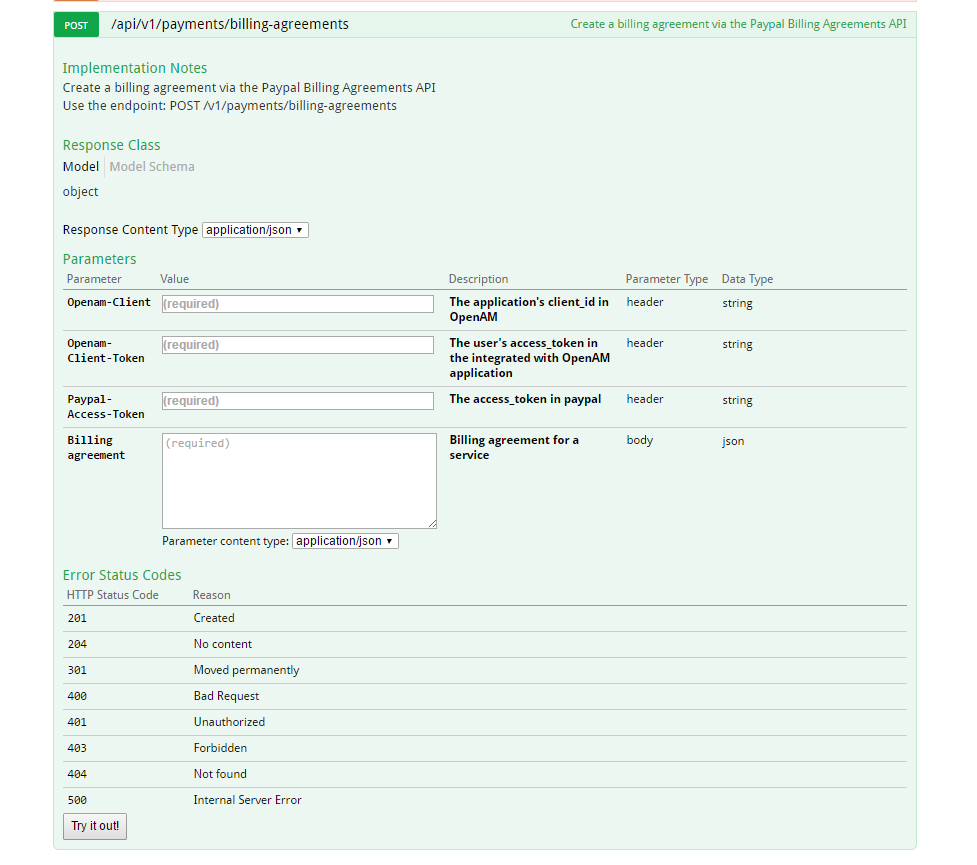 POST /api/v1/payments/billing-agreements Create a billing agreement via the Paypal Billing Agreements API
Implementation Notes
Create a billing agreement via the Paypal Billing Agreements API
Use the endpoint: POST /v1/payments/billing-agreements
Response Class
Model Model Schema
object
Response Content Type application/json
Parameters
Parameter Value Description Parameter Type Data Type
Openam-Client (required) The application's client_id in header string
OpenAM
Openam- (required) The user's access_token in header string
Client-Token the integrated with OpenAM
application
Paypal- (required) The access_token in paypal header string
Access-Token
Billing (required) Billing agreement for a body json
agreement service
Parameter content type: application/json
Error Status Codes
HTTP Status Code Reason
201 Created
204 No content
301 Moved permanently
400 Bad Request
401 Unauthorized
403 Forbidden
404 Not found
500 Internal Server Error
Try it out!